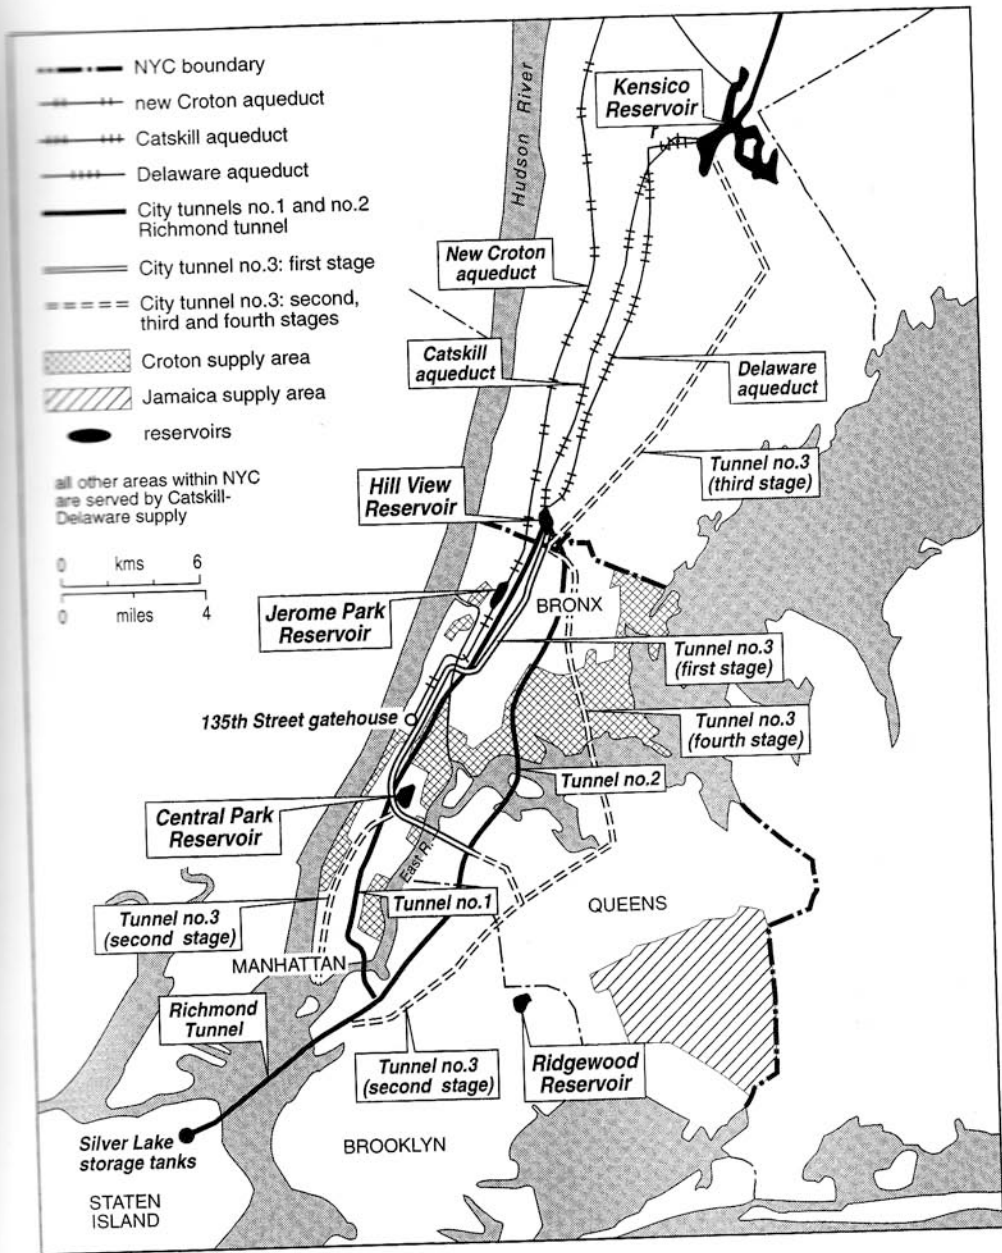 NYC boundary
new Croton aqueduct
Catskill aqueduct
Delaware aqueduct
City tunnels no.1 and no.2
Richmond tunnel
City tunnel no.3: first stage
City tunnel no.3: second,
third and fourth stages
Croton supply area
Jamaica supply area
reservoirs
all other areas within NYC
are served by Catskill-
Delaware supply
0 kms 6
0 miles 4
Hudson River
Kensico
Reservoir
New Croton
aqueduct
Catskill
aqueduct
Delaware
aqueduct
Tunnel no.3
(third stage)
Hill View
Reservoir
Jerome Park
Reservoir
BRONX
Tunnel no.3
(first stage)
135th Street gatehouse
Tunnel no.3
(fourth stage)
Tunnel no.2
Central Park
Reservoir
East R.
Tunnel no.1
QUEENS
Tunnel no.3
(second stage)
MANHATTAN
Richmond
Tunnel
Tunnel no.3
(second stage)
Ridgewood
Reservoir
Silver Lake
storage tanks
BROOKLYN
STATEN
ISLAND